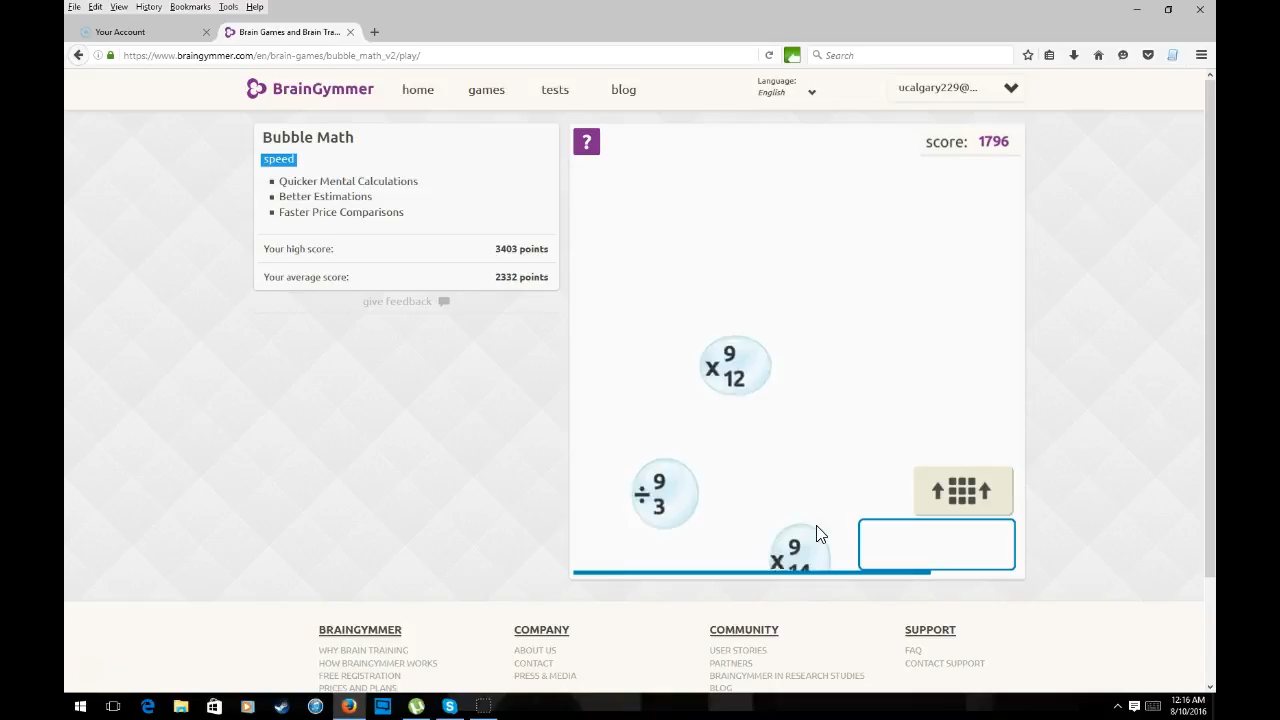 File Edit View History Bookmarks Tools Help
Your Account
Brain Games and Brain Tra...
https://www.braingymmer.com/en/brain-games/bubble_math_v2/play/
Search
BrainGymmer home games tests blog
Language:
English
ucalgary229@...
Bubble Math
speed
Quicker Mental Calculations
Better Estimations
Faster Price Comparisons
Your high score: 3403 points
Your average score: 2332 points
give feedback
?
score: 1796
9
x 12
9
÷ 3
9
x 14
BRAINGYMMER
WHY BRAIN TRAINING
HOW BRAINGYMMER WORKS
FREE REGISTRATION
PRICES AND PLANS
COMPANY
ABOUT US
CONTACT
PRESS & MEDIA
COMMUNITY
USER STORIES
PARTNERS
BRAINGYMMER IN RESEARCH STUDIES
BLOG
SUPPORT
FAQ
CONTACT SUPPORT
12:16 AM
8/10/2016